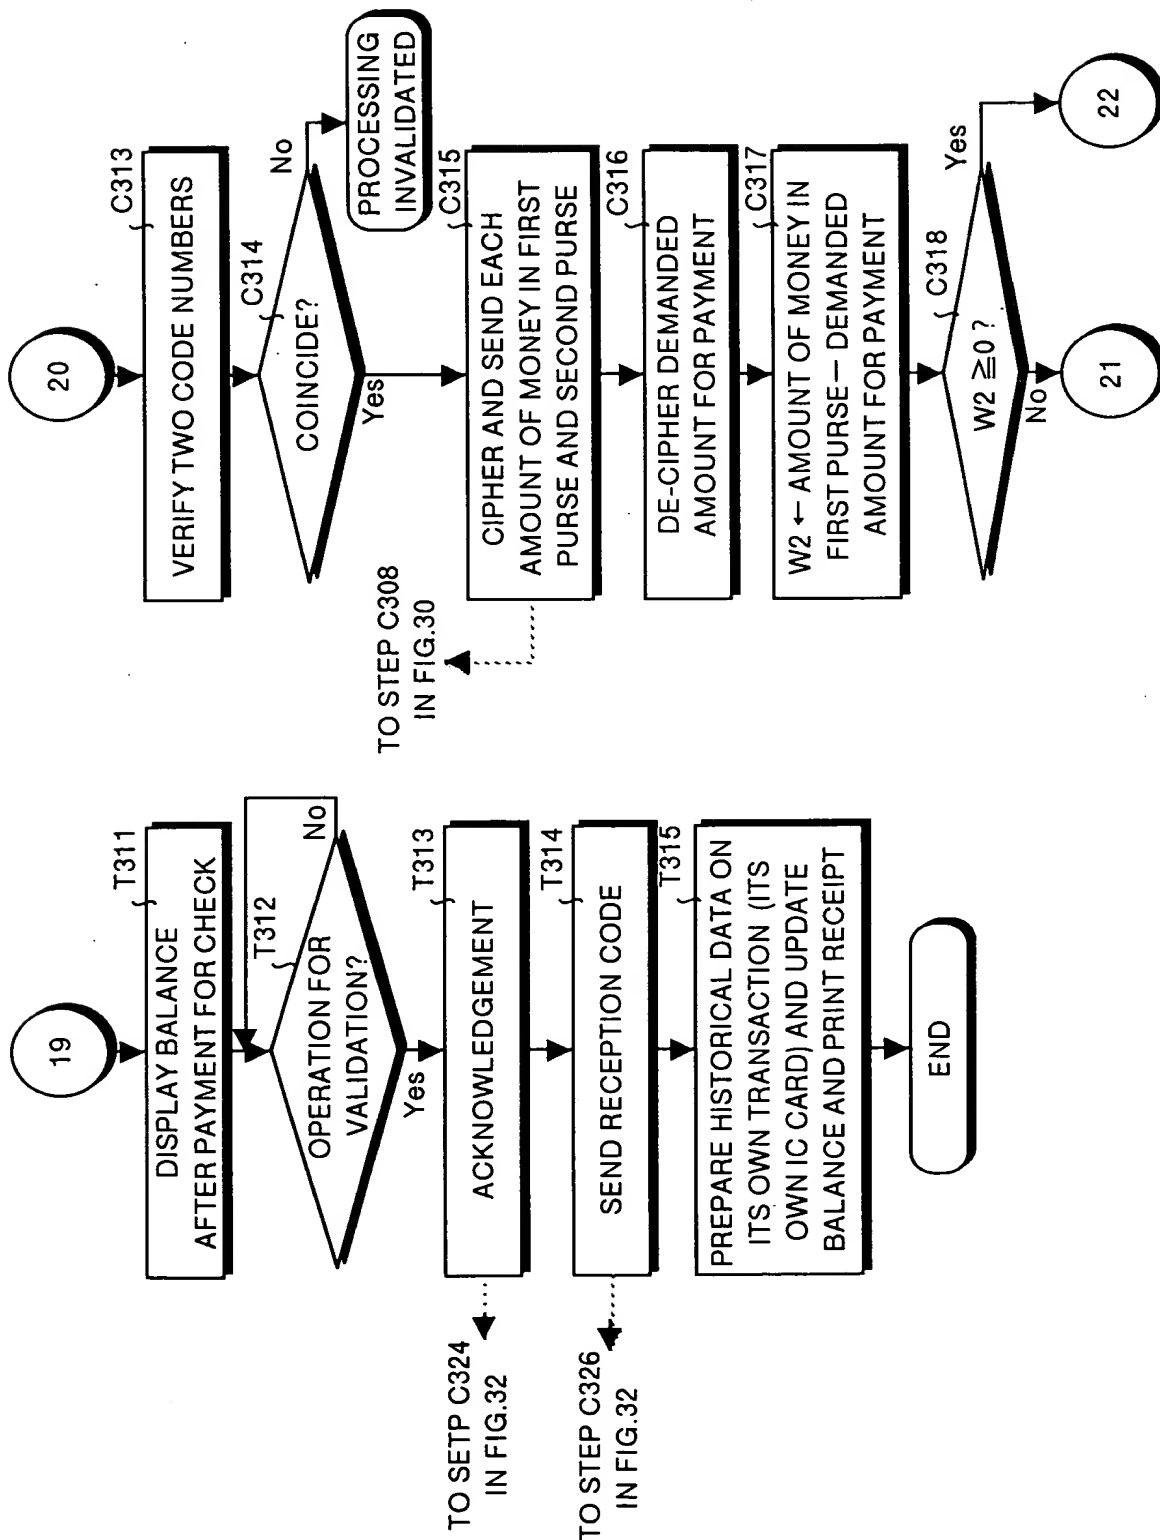 19
T311
DISPLAY BALANCE
AFTER PAYMENT FOR CHECK
T312
OPERATION FOR
VALIDATION?
No
Yes
T313
ACKNOWLEDGEMENT
TO SETP C324
IN FIG.32
T314
SEND RECEPTION CODE
TO STEP C326
IN FIG.32
T315
PREPARE HISTORICAL DATA ON
ITS OWN TRANSACTION (ITS
OWN IC CARD) AND UPDATE
BALANCE AND PRINT RECEIPT
END
20
C313
VERIFY TWO CODE NUMBERS
C314
COINCIDE?
No
PROCESSING
INVALIDATED
Yes
C315
CIPHER AND SEND EACH
AMOUNT OF MONEY IN FIRST
PURSE AND SECOND PURSE
TO STEP C308
IN FIG.30
C316
DE-CIPHER DEMANDED
AMOUNT FOR PAYMENT
C317
W2 ← AMOUNT OF MONEY IN
FIRST PURSE — DEMANDED
AMOUNT FOR PAYMENT
C318
W2 ≧0 ?
Yes
No
21
22